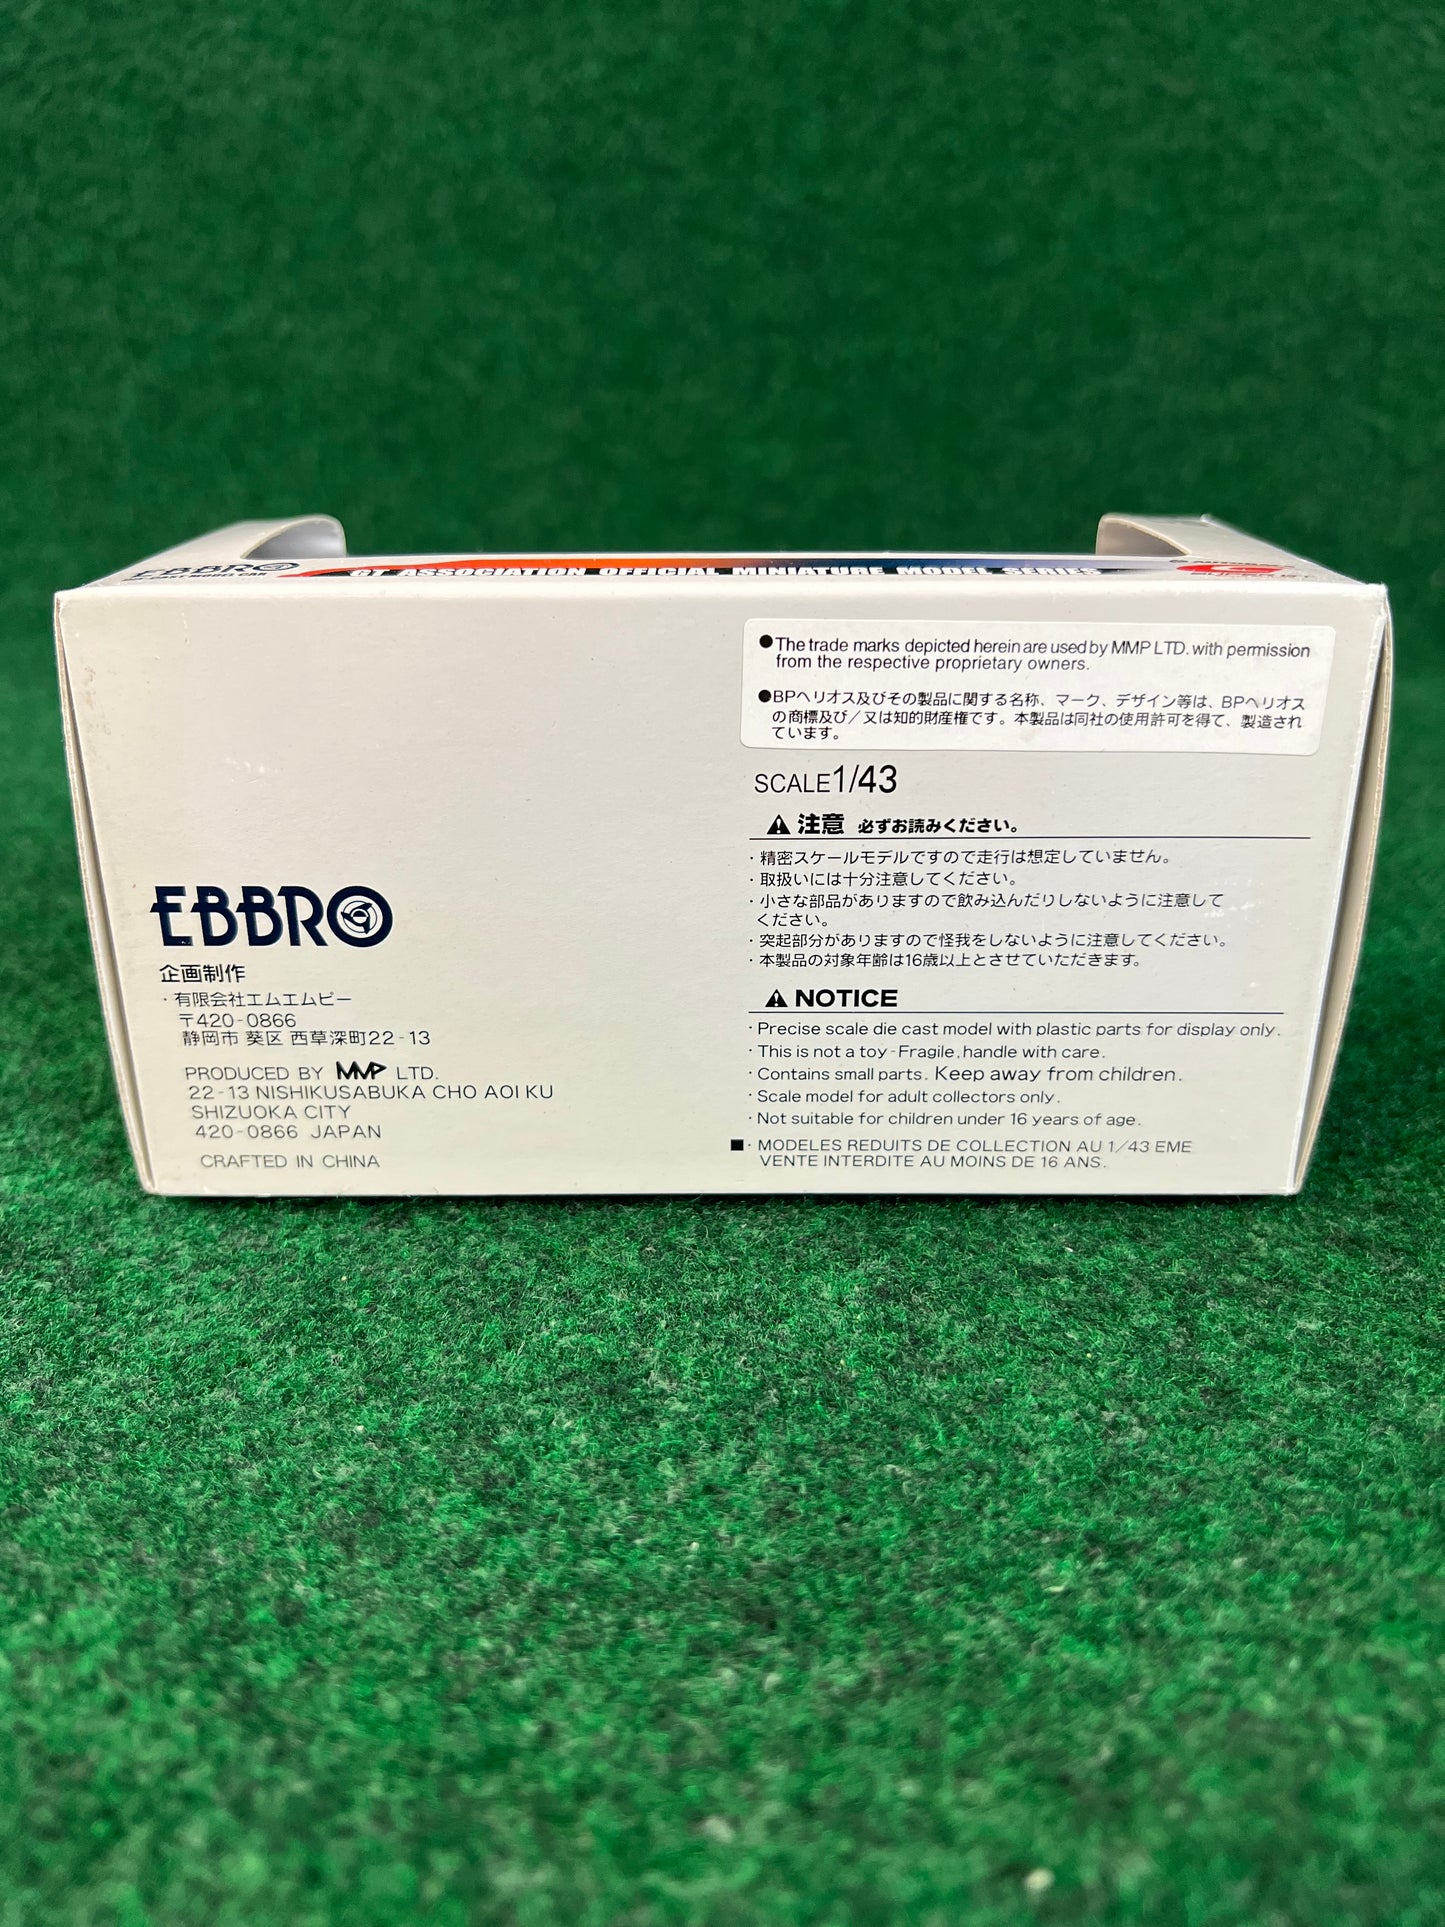 EBBRO
GT ASSOCIATION OFFICIAL MINIATURE MODEL SERIES
●The trade marks depicted herein are used by MMP LTD. with permission
from the respective proprietary owners.
●BPヘリオス及びその製品に関する名称、マーク、デザイン等は、BPヘリオス
の商標及び／又は知的財産権です。本製品は同社の使用許可を得て、製造され
ています。
SCALE1/43
⚠ 注意 必ずお読みください。
・精密スケールモデルですので走行は想定していません。
・取扱いには十分注意してください。
・小さな部品がありますので飲み込んだりしないように注意して
ください。
・突起部分がありますので怪我をしないように注意してください。
・本製品の対象年齢は16歳以上とさせていただきます。
⚠ NOTICE
・Precise scale die cast model with plastic parts for display only.
・This is not a toy-Fragile,handle with care.
・Contains small parts. Keep away from children.
・Scale model for adult collectors only.
・Not suitable for children under 16 years of age.
■・MODELES REDUITS DE COLLECTION AU 1/43 EME
VENTE INTERDITE AU MOINS DE 16 ANS.
EBBRO
企画制作
・有限会社エムエムピー
〒420-0866
静岡市 葵区 西草深町22-13
PRODUCED BY MMP LTD.
22-13 NISHIKUSABUKA CHO AOI KU
SHIZUOKA CITY
420-0866 JAPAN
CRAFTED IN CHINA